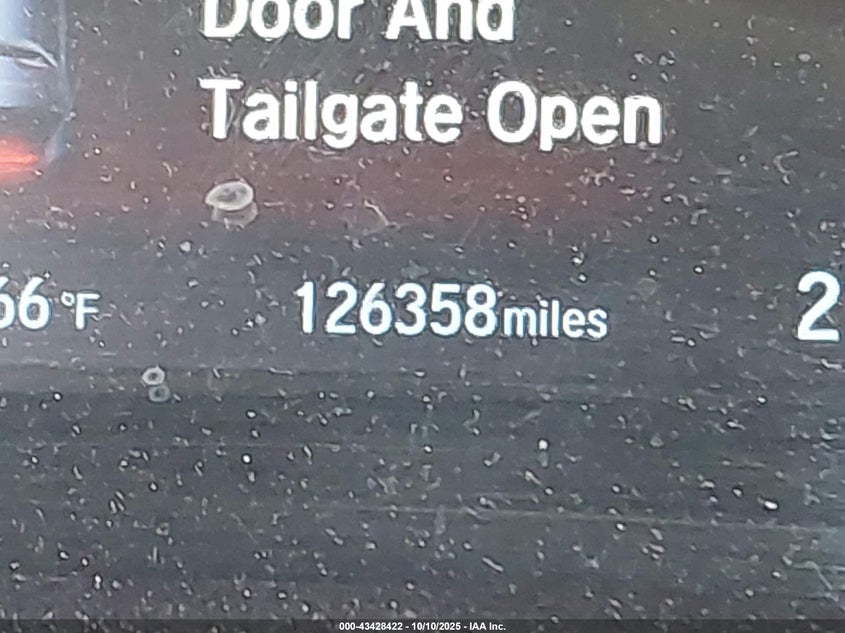 Door And
Tailgate Open
66 °F
126358 miles
2
000-43428422 - 10/10/2025 - IAA Inc.